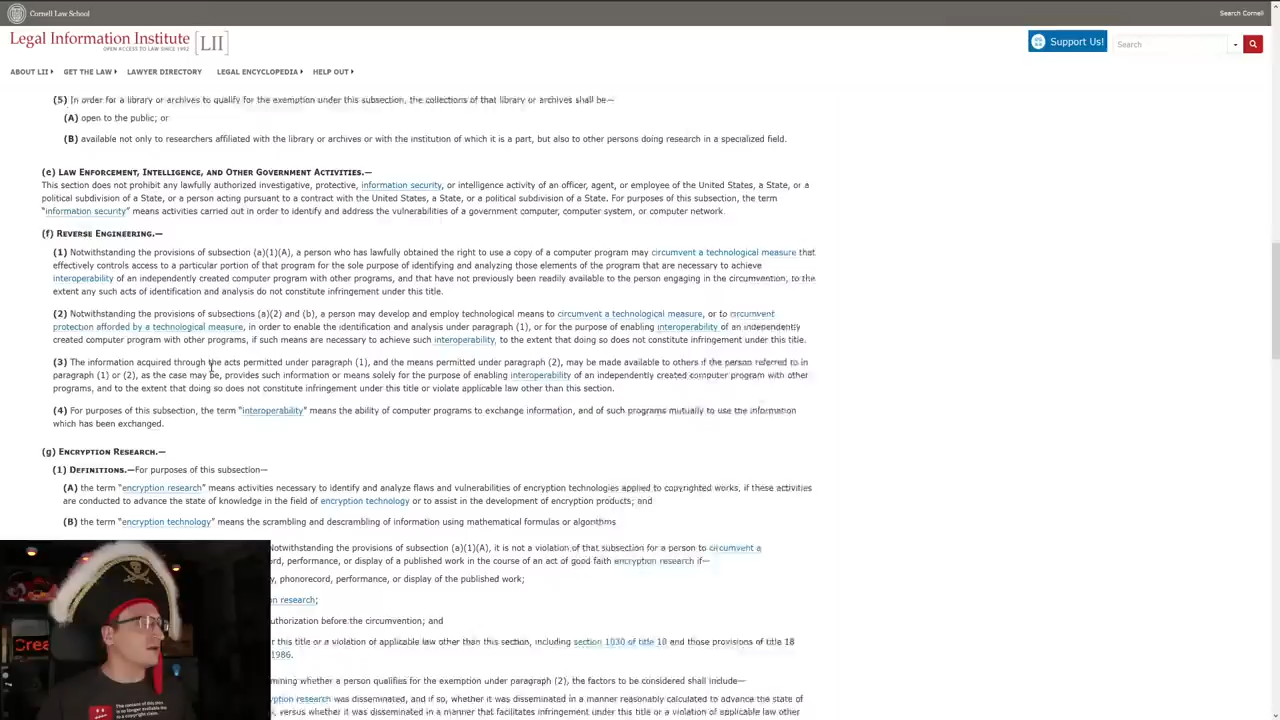 Cornell Law School
Search Cornell
Legal Information Institute [LII]
OPEN ACCESS TO LAW SINCE 1992
Support Us!
Search
ABOUT LII GET THE LAW LAWYER DIRECTORY LEGAL ENCYCLOPEDIA HELP OUT
(5) In order for a library or archives to qualify for the exemption under this subsection, the collections of that library or archives shall be—
(A) open to the public; or
(B) available not only to researchers affiliated with the library or archives or with the institution of which it is a part, but also to other persons doing research in a specialized field.
(e) Law Enforcement, Intelligence, and Other Government Activities.—
This section does not prohibit any lawfully authorized investigative, protective, information security, or intelligence activity of an officer, agent, or employee of the United States, a State, or a
political subdivision of a State, or a person acting pursuant to a contract with the United States, a State, or a political subdivision of a State. For purposes of this subsection, the term
“information security” means activities carried out in order to identify and address the vulnerabilities of a government computer, computer system, or computer network.
(f) Reverse Engineering.—
(1) Notwithstanding the provisions of subsection (a)(1)(A), a person who has lawfully obtained the right to use a copy of a computer program may circumvent a technological measure that
effectively controls access to a particular portion of that program for the sole purpose of identifying and analyzing those elements of the program that are necessary to achieve
interoperability of an independently created computer program with other programs, and that have not previously been readily available to the person engaging in the circumvention, to the
extent any such acts of identification and analysis do not constitute infringement under this title.
(2) Notwithstanding the provisions of subsections (a)(2) and (b), a person may develop and employ technological means to circumvent a technological measure, or to circumvent
protection afforded by a technological measure, in order to enable the identification and analysis under paragraph (1), or for the purpose of enabling interoperability of an independently
created computer program with other programs, if such means are necessary to achieve such interoperability, to the extent that doing so does not constitute infringement under this title.
(3) The information acquired through the acts permitted under paragraph (1), and the means permitted under paragraph (2), may be made available to others if the person referred to in
paragraph (1) or (2), as the case may be, provides such information or means solely for the purpose of enabling interoperability of an independently created computer program with other
programs, and to the extent that doing so does not constitute infringement under this title or violate applicable law other than this section.
(4) For purposes of this subsection, the term “interoperability” means the ability of computer programs to exchange information, and of such programs mutually to use the information
which has been exchanged.
(g) Encryption Research.—
(1) Definitions.—For purposes of this subsection—
(A) the term “encryption research” means activities necessary to identify and analyze flaws and vulnerabilities of encryption technologies applied to copyrighted works, if these activities
are conducted to advance the state of knowledge in the field of encryption technology or to assist in the development of encryption products; and
(B) the term “encryption technology” means the scrambling and descrambling of information using mathematical formulas or algorithms
Notwithstanding the provisions of subsection (a)(1)(A), it is not a violation of that subsection for a person to circumvent a
rd, performance, or display of a published work in the course of an act of good faith encryption research if—
y, phonorecord, performance, or display of the published work;
n research;
uthorization before the circumvention; and
r this title or a violation of applicable law other than this section, including section 1030 of title 18 and those provisions of title 18
1986.
mining whether a person qualifies for the exemption under paragraph (2), the factors to be considered shall include—
ption research was disseminated, and if so, whether it was disseminated in a manner reasonably calculated to advance the state of
versus whether it was disseminated in a manner that facilitates infringement under this title or a violation of applicable law other
Crea